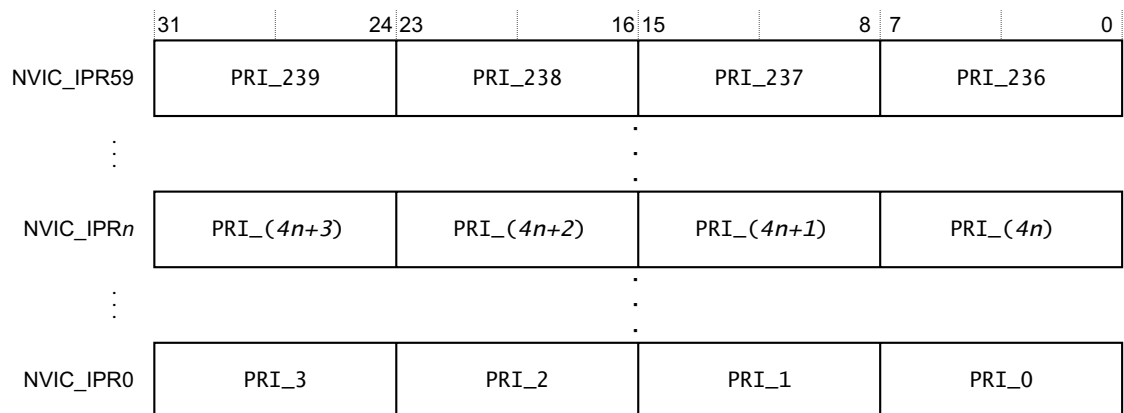 31 24 23 16 15 8 7 0
NVIC_IPR59 PRI_239 PRI_238 PRI_237 PRI_236
NVIC_IPRn PRI_(4n+3) PRI_(4n+2) PRI_(4n+1) PRI_(4n)
NVIC_IPR0 PRI_3 PRI_2 PRI_1 PRI_0